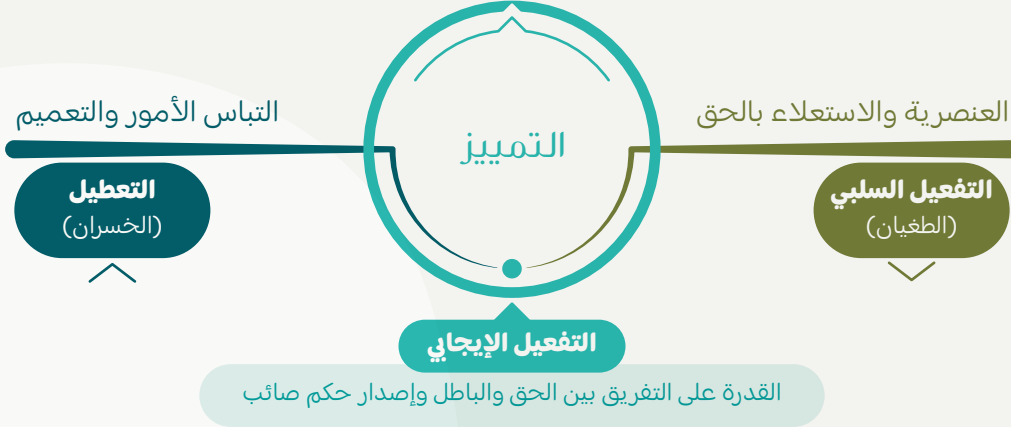 العنصرية والاستعلاء بالحق
التفعيل السلبي
(الطغيان)
التمييز
التباس الأمور والتعميم
التعطيل
(الخسران)
التفعيل الإيجابي
القدرة على التفريق بين الحق والباطل وإصدار حكم صائب